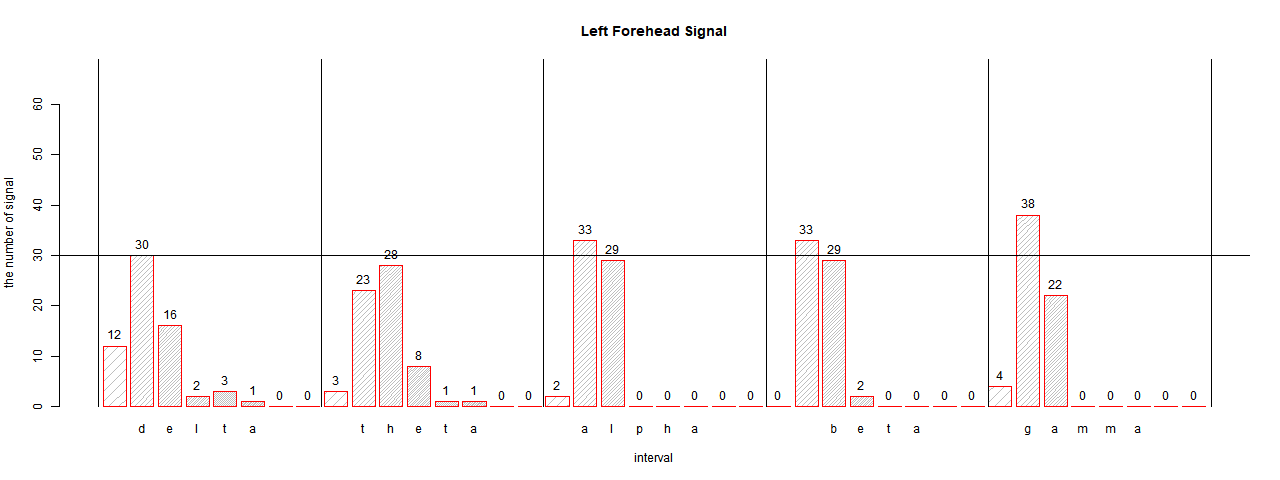 Left Forehead Signal
the number of signal
60
50
40
30
20
10
0
12 30 16 2 3 1 0 0
3 23 28 8 1 1 0 0
2 33 29 0 0 0 0 0
0 33 29 2 0 0 0 0
4 38 22 0 0 0 0 0
d e l t a t h e t a a l p h a b e t a g a m m a
interval